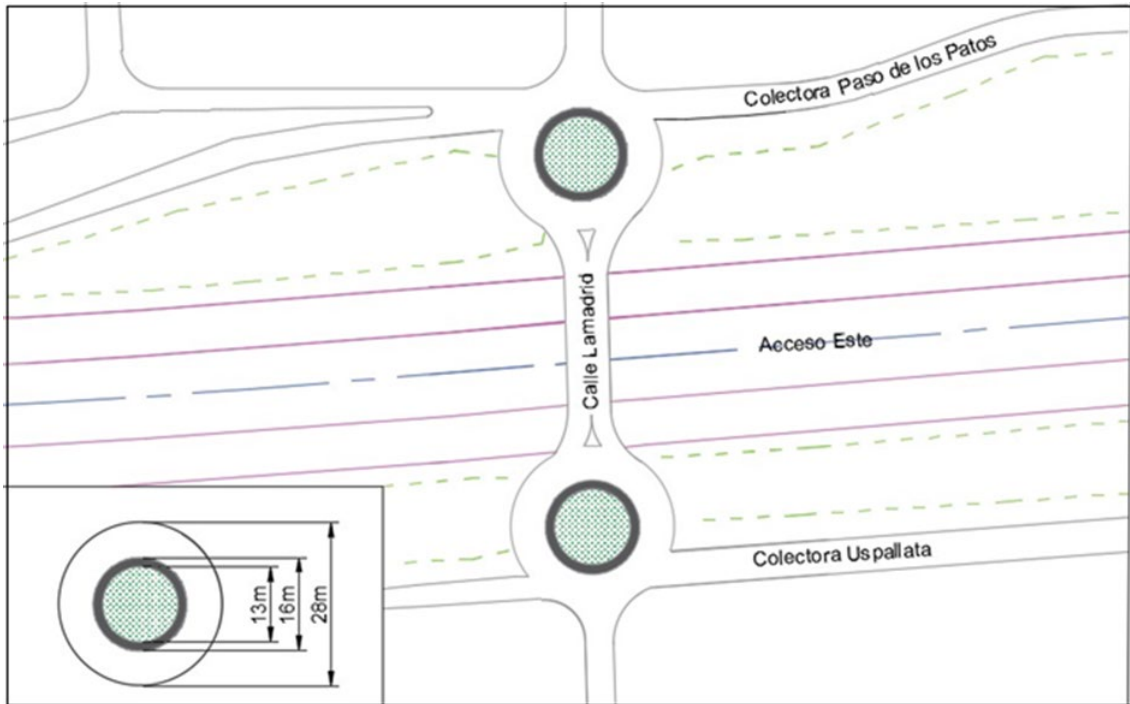 Colectora Paso de los Patos
Calle Lamadrid
Acceso Este
Colectora Uspallata
13m
16m
28m